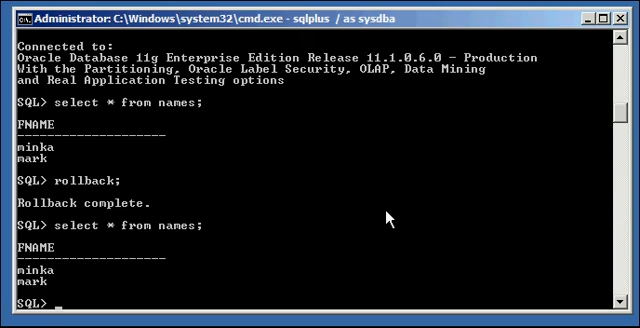 Administrator: C:\Windows\system32\cmd.exe - sqlplus / as sysdba
Connected to:
Oracle Database 11g Enterprise Edition Release 11.1.0.6.0 - Production
With the Partitioning, Oracle Label Security, OLAP, Data Mining
and Real Application Testing options
SQL> select * from names;
FNAME
--------------------
minka
mark
SQL> rollback;
Rollback complete.
SQL> select * from names;
FNAME
--------------------
minka
mark
SQL> _